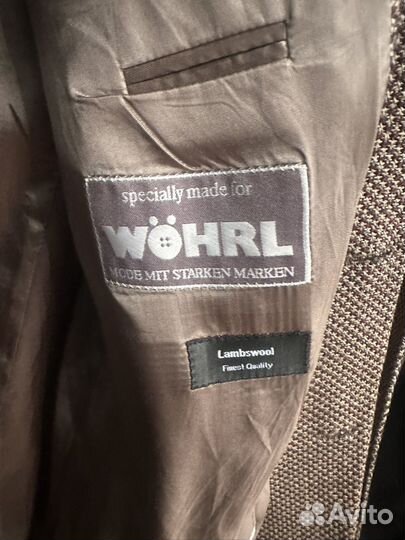 specially made for
WÖHRL
MODE MIT STARKEN MARKEN
Lambswool
Finest Quality
Avito